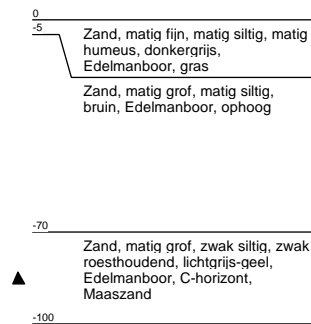 0
-5
Zand, matig fijn, matig siltig, matig
humeus, donkergrijs,
Edelmanboor, gras
Zand, matig grof, matig siltig,
bruin, Edelmanboor, ophoog
-70
Zand, matig grof, zwak siltig, zwak
roesthoudend, lichtgrijs-geel,
Edelmanboor, C-horizont,
Maaszand
-100